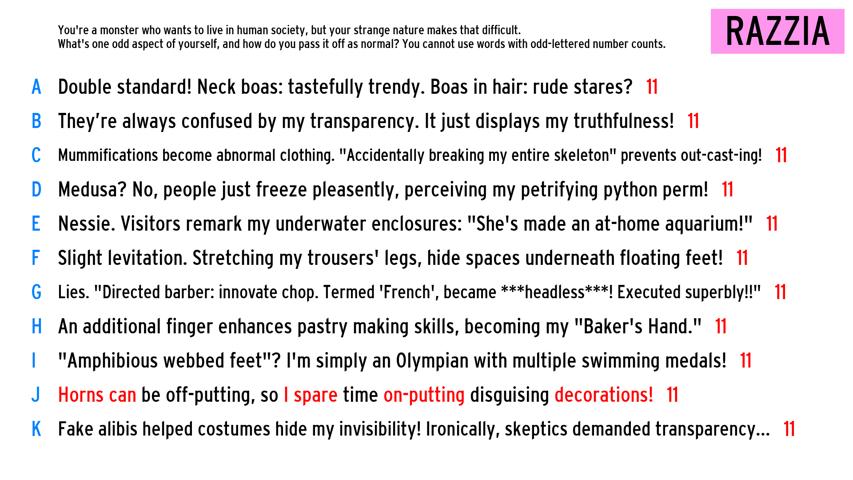 You're a monster who wants to live in human society, but your strange nature makes that difficult.
What's one odd aspect of yourself, and how do you pass it off as normal? You cannot use words with odd-lettered number counts.
RAZZIA
A Double standard! Neck boas: tastefully trendy. Boas in hair: rude stares? 11
B They're always confused by my transparency. It just displays my truthfulness! 11
C Mummifications become abnormal clothing. "Accidentally breaking my entire skeleton" prevents out-cast-ing! 11
D Medusa? No, people just freeze pleasently, perceiving my petrifying python perm! 11
E Nessie. Visitors remark my underwater enclosures: "She's made an at-home aquarium!" 11
F Slight levitation. Stretching my trousers' legs, hide spaces underneath floating feet! 11
G Lies. "Directed barber: innovate chop. Termed 'French', became ***headless***! Executed superbly!!" 11
H An additional finger enhances pastry making skills, becoming my "Baker's Hand." 11
I "Amphibious webbed feet"? I'm simply an Olympian with multiple swimming medals! 11
J Horns can be off-putting, so I spare time on-putting disguising decorations! 11
K Fake alibis helped costumes hide my invisibility! Ironically, skeptics demanded transparency... 11